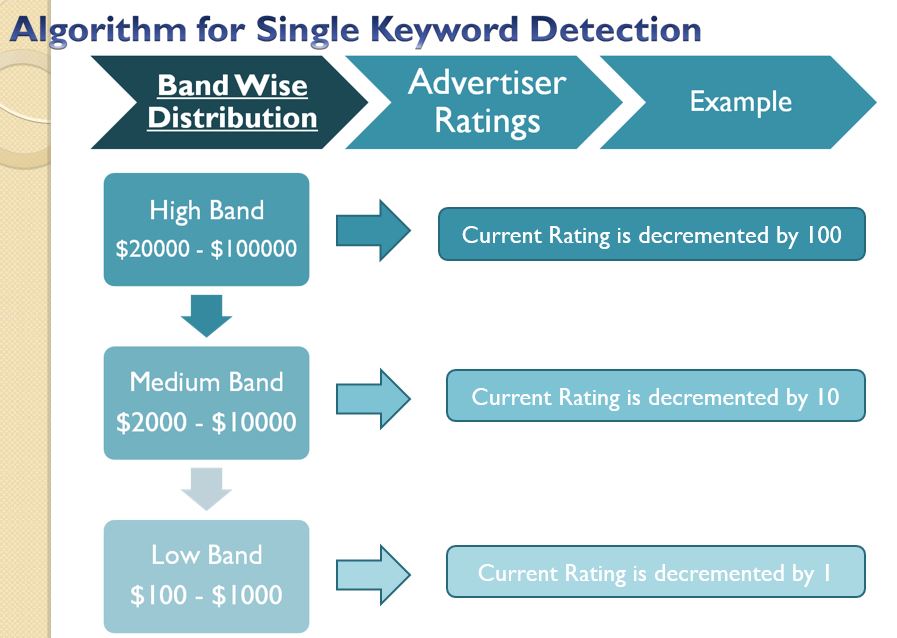 Algorithm for Single Keyword Detection
Band Wise
Distribution
Advertiser
Ratings
Example
High Band
$20000 - $100000
Current Rating is decremented by 100
Medium Band
$2000 - $10000
Current Rating is decremented by 10
Low Band
$100 - $1000
Current Rating is decremented by 1